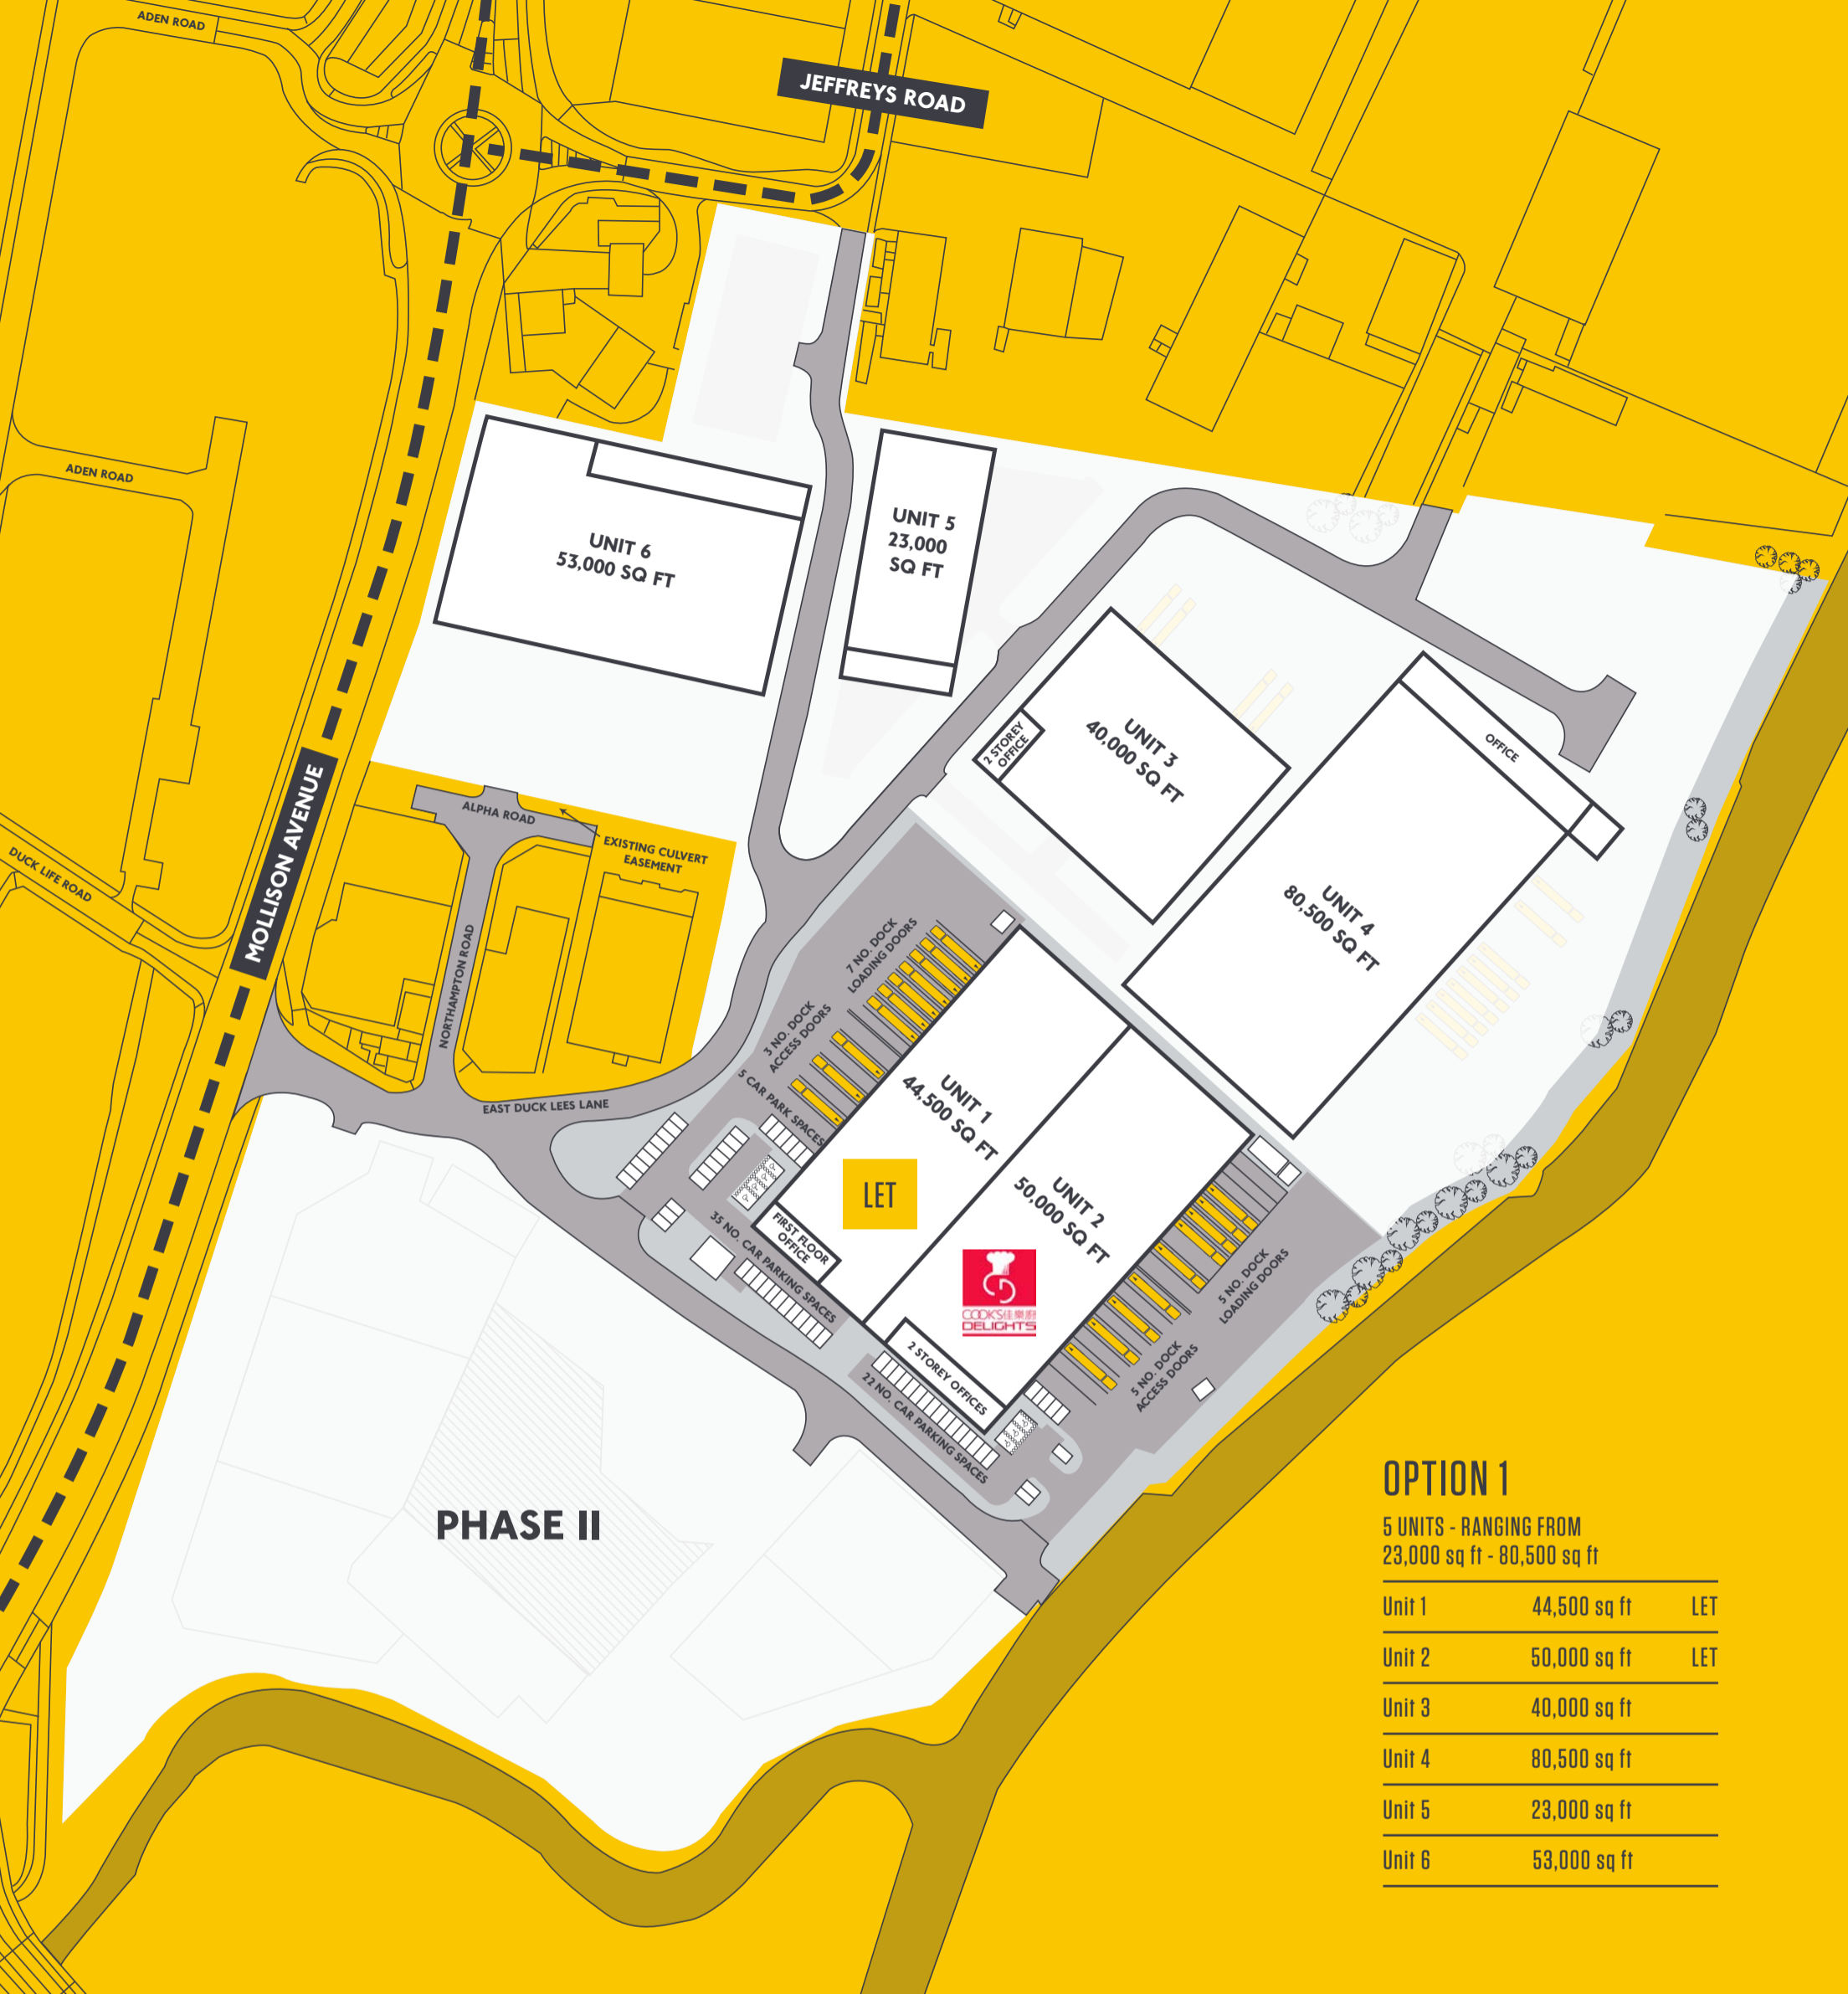 ADEN ROAD
JEFFREYS ROAD
ADEN ROAD
UNIT 6
53,000 SQ FT
UNIT 5
23,000
SQ FT
UNIT 3
40,000 SQ FT
2 STOREY
OFFICE
OFFICE
UNIT 4
80,500 SQ FT
MOLLISON AVENUE
DUCK LIFE ROAD
ALPHA ROAD
EXISTING CULVERT
EASEMENT
NORTHAMPTON ROAD
EAST DUCK LEES LANE
7 NO. DOCK
LOADING DOORS
3 NO. DOCK
ACCESS DOORS
5 CAR PARK SPACES
UNIT 1
44,500 SQ FT
LET
FIRST FLOOR
OFFICE
35 NO. CAR PARKING SPACES
UNIT 2
50,000 SQ FT
COOK'S佳樂廚
DELIGHTS
2 STOREY OFFICES
22 NO. CAR PARKING SPACES
5 NO. DOCK
LOADING DOORS
5 NO. DOCK
ACCESS DOORS
PHASE II
OPTION 1
5 UNITS - RANGING FROM
23,000 sq ft - 80,500 sq ft
Unit 1 44,500 sq ft LET
Unit 2 50,000 sq ft LET
Unit 3 40,000 sq ft
Unit 4 80,500 sq ft
Unit 5 23,000 sq ft
Unit 6 53,000 sq ft